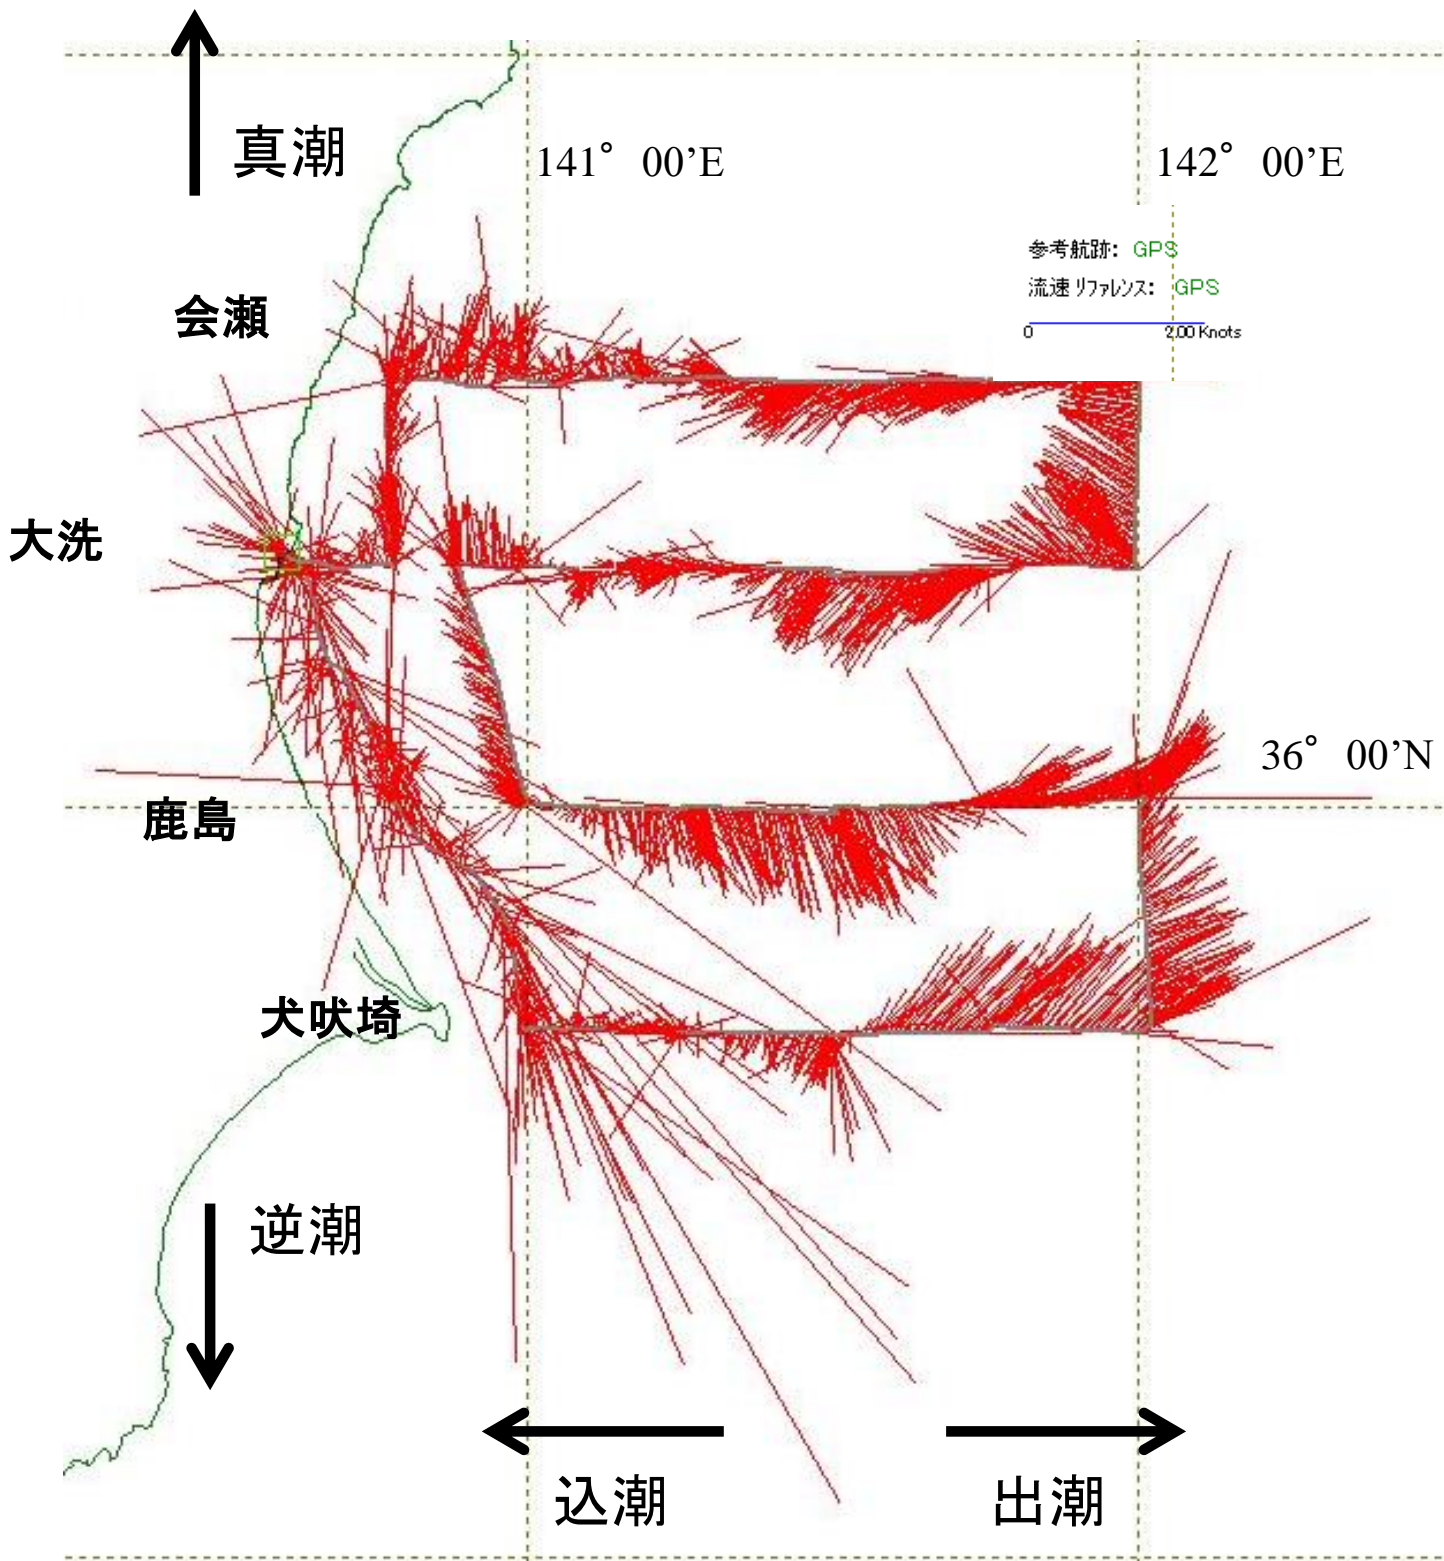 真潮
141° 00’E
142° 00’E
参考航跡: GPS
流速リファレンス: GPS
0 2.00 Knots
会瀬
大洗
36° 00’N
鹿島
犬吠埼
逆潮
込潮
出潮